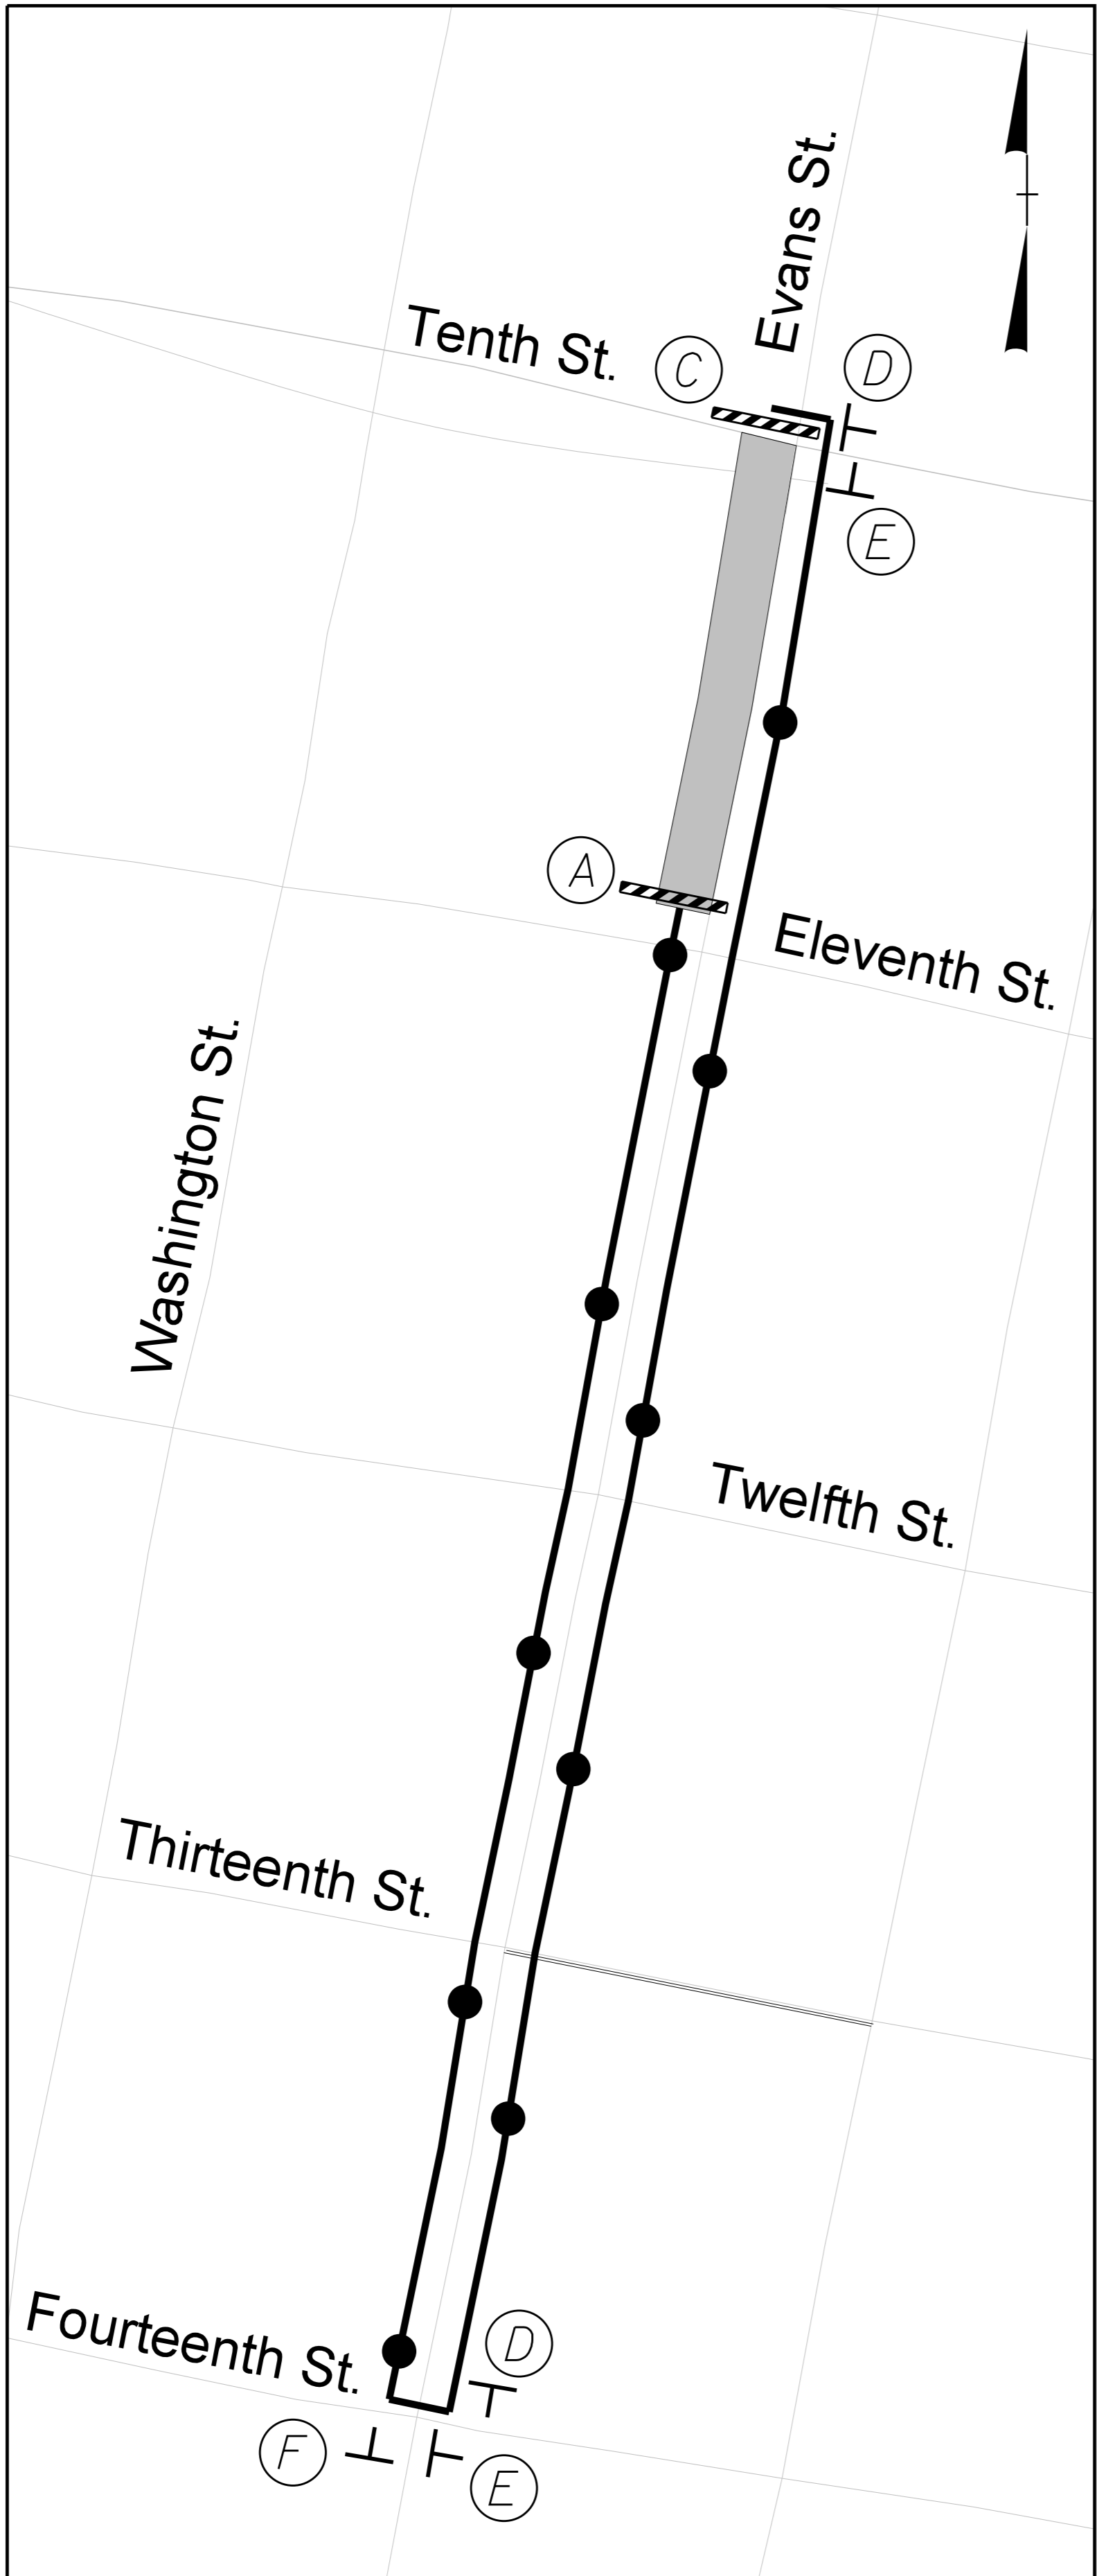 Evans St.
Tenth St.
C
D
E
A
Eleventh St.
Washington St.
Twelfth St.
Thirteenth St.
Fourteenth St.
D
F
E